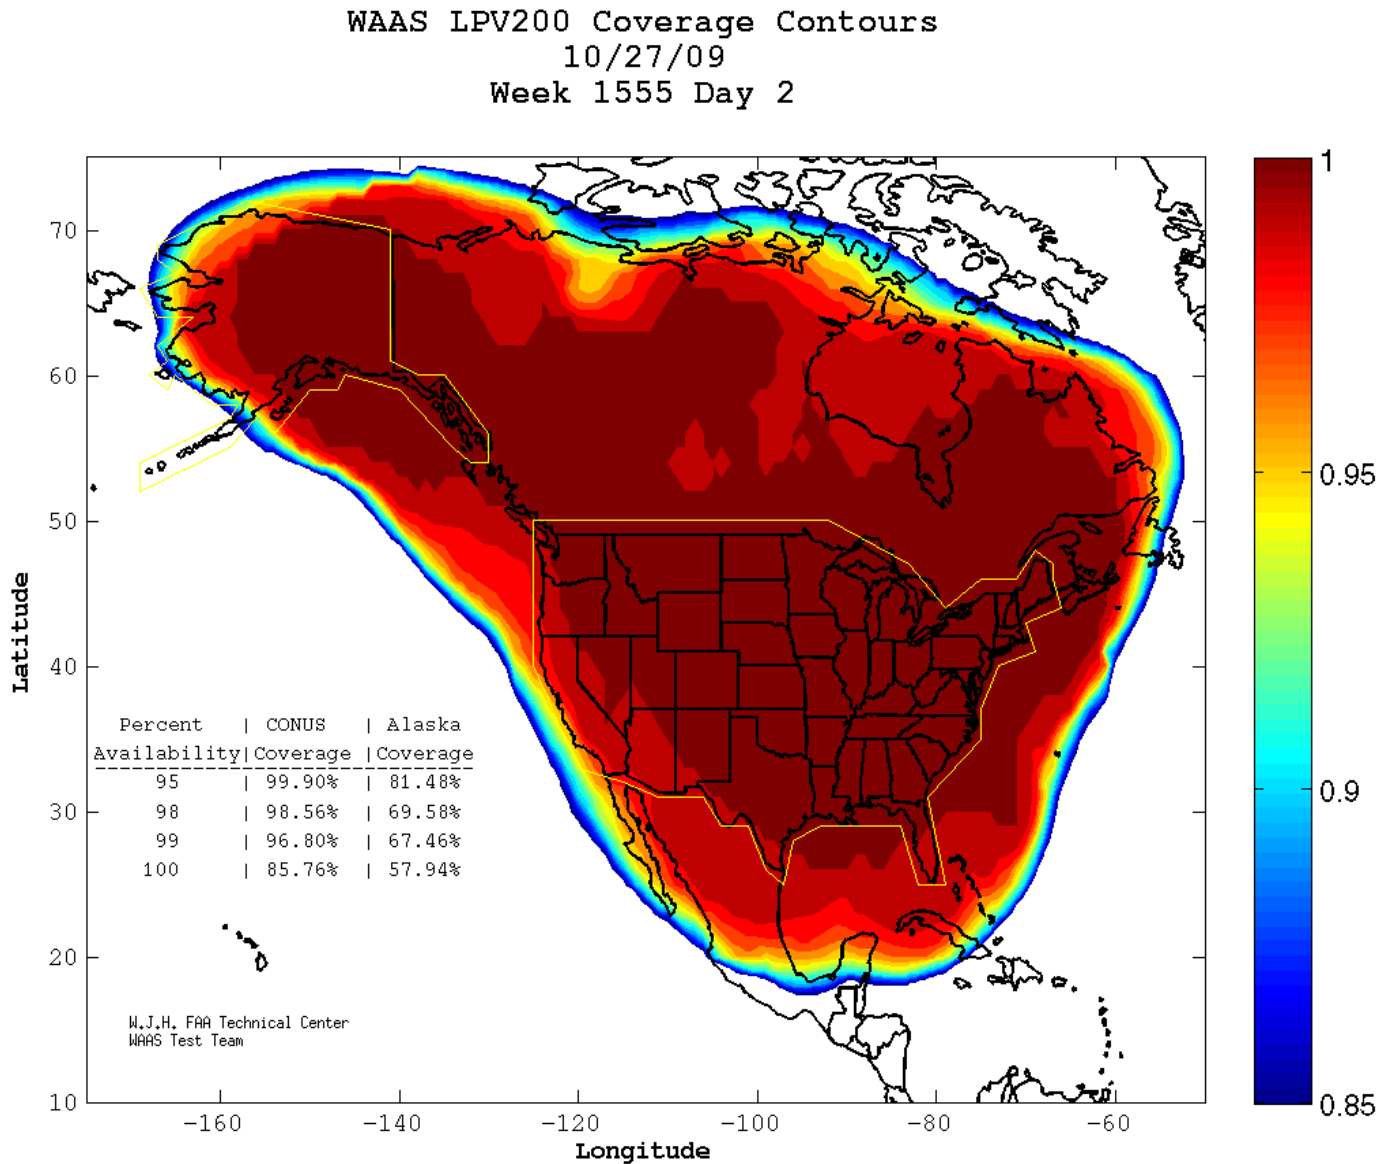 WAAS LPV200 Coverage Contours
10/27/09
Week 1555 Day 2
70
60
50
40
30
20
10
Latitude
Percent | CONUS | Alaska
Availability|Coverage |Coverage
95 | 99.90% | 81.48%
98 | 98.56% | 69.58%
99 | 96.80% | 67.46%
100 | 85.76% | 57.94%
W.J.H. FAA Technical Center
WAAS Test Team
-160 -140 -120 -100 -80 -60
Longitude
1
0.95
0.9
0.85